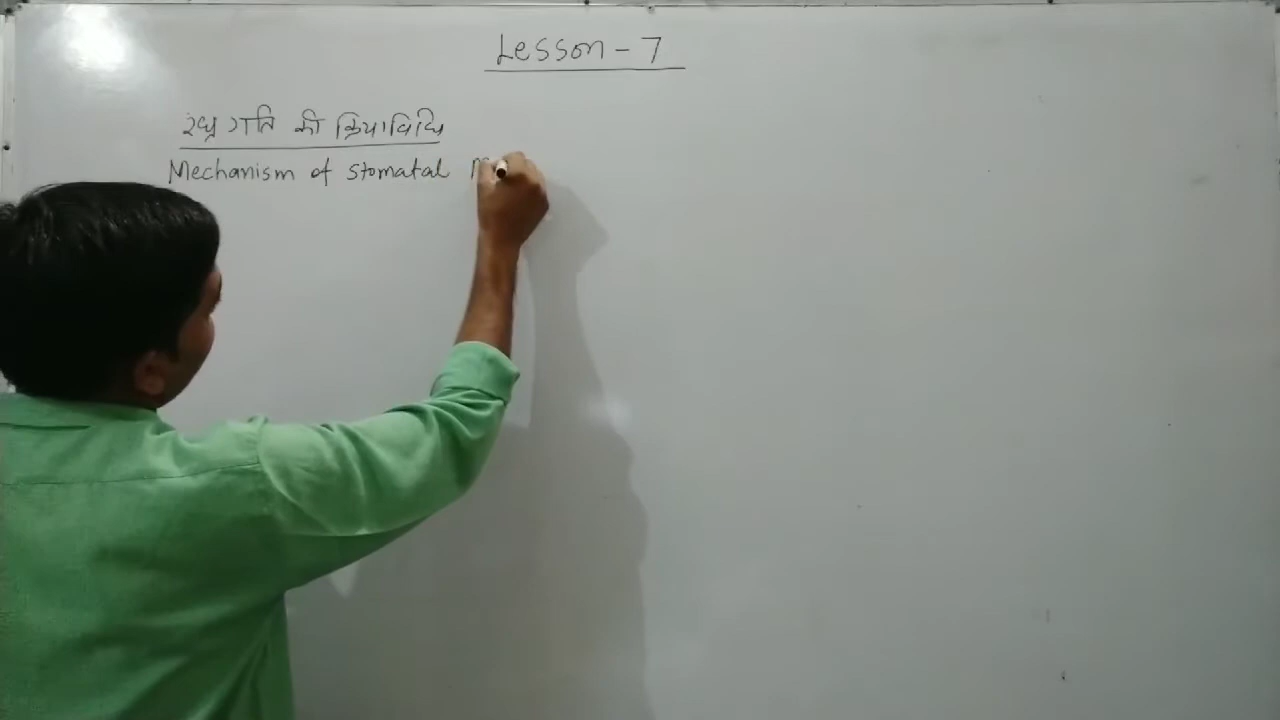 Lesson - 7
रंध्र गति की क्रियाविधि
Mechanism of stomatal